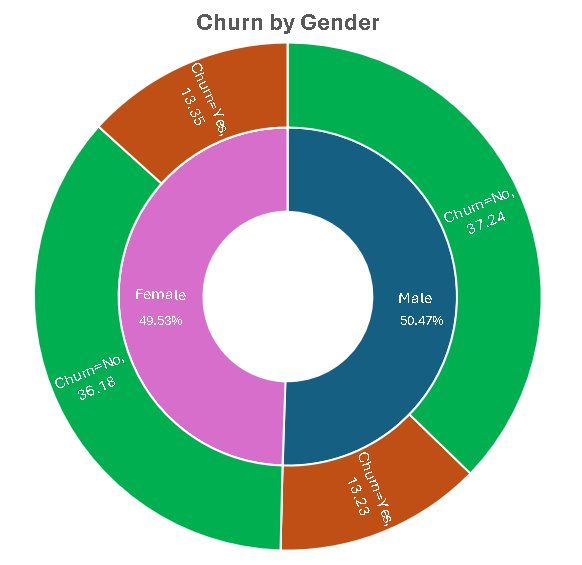 Churn by Gender
Churn=Yes,
13.35
Churn=No,
37.24
Female
49.53%
Male
50.47%
Churn=No,
36.18
Churn=Yes,
13.23